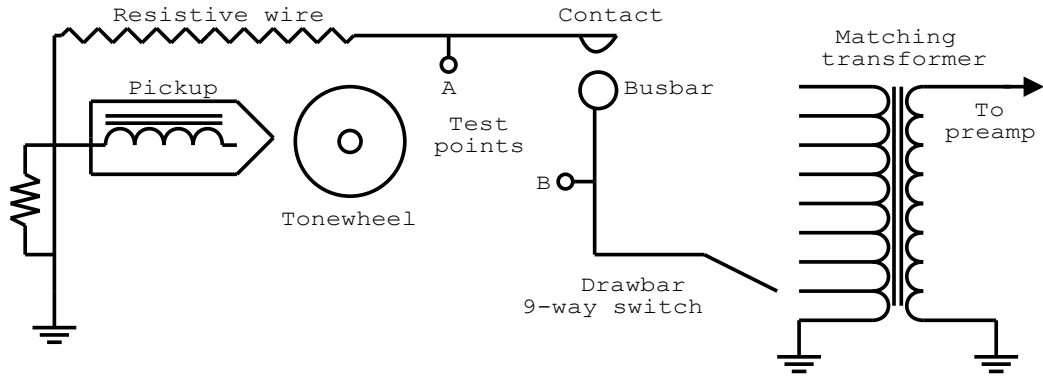 Resistive wire
Contact
Matching
transformer
Pickup
A
Busbar
Test
points
To
preamp
B
Tonewheel
Drawbar
9-way switch